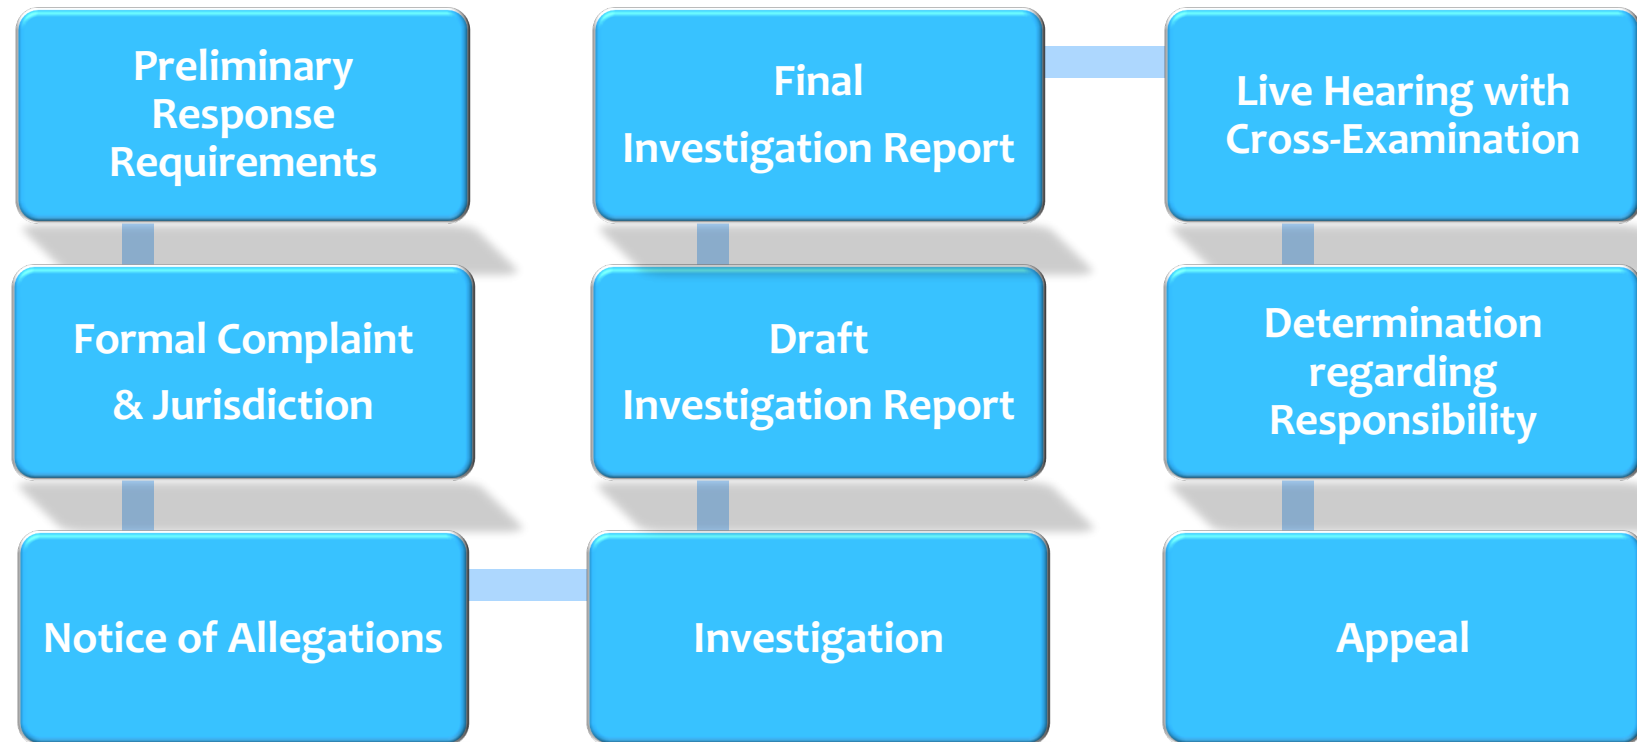 Preliminary
Response
Requirements
Formal Complaint
& Jurisdiction
Notice of Allegations
Investigation
Draft
Investigation Report
Final
Investigation Report
Live Hearing with
Cross-Examination
Determination
regarding
Responsibility
Appeal